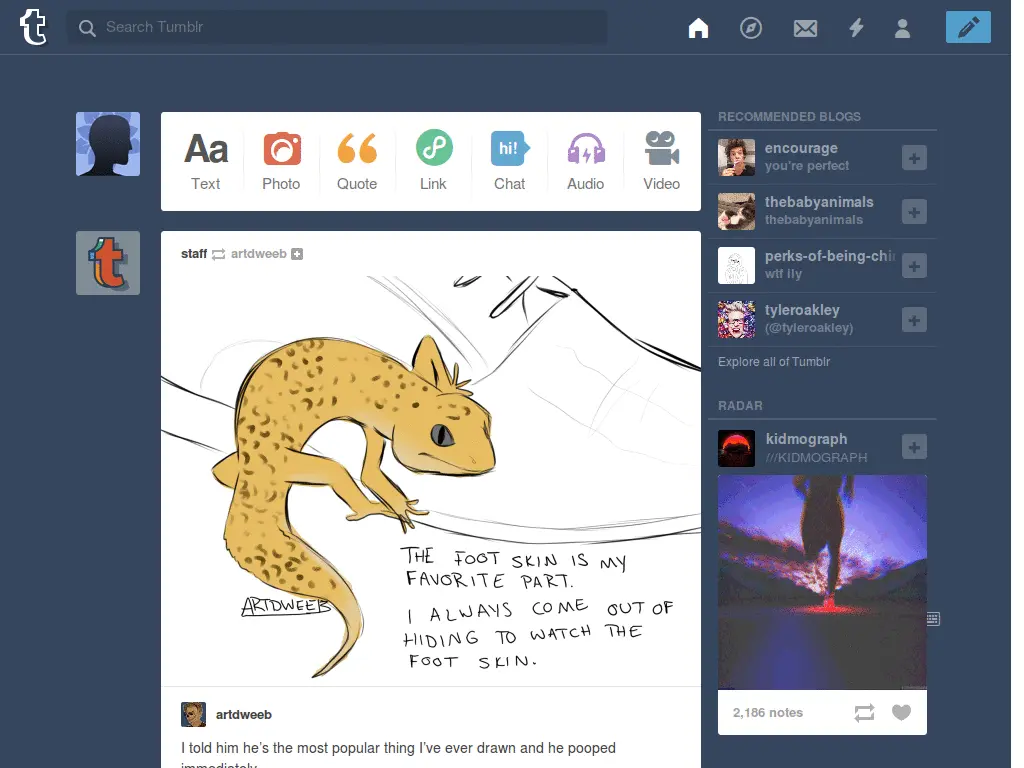 Search Tumblr
Aa
Text
Photo
Quote
Link
hi!
Chat
Audio
Video
staff artdweeb
THE FOOT SKIN IS MY
FAVORITE PART.
I ALWAYS COME OUT OF
HIDING TO WATCH THE
FOOT SKIN.
ARTDWEEB
artdweeb
I told him he's the most popular thing I've ever drawn and he pooped
immediately
RECOMMENDED BLOGS
encourage
you're perfect
thebabyanimals
thebabyanimals
perks-of-being-chi
wtf ily
tyleroakley
(@tyleroakley)
Explore all of Tumblr
RADAR
kidmograph
///KIDMOGRAPH
2,186 notes